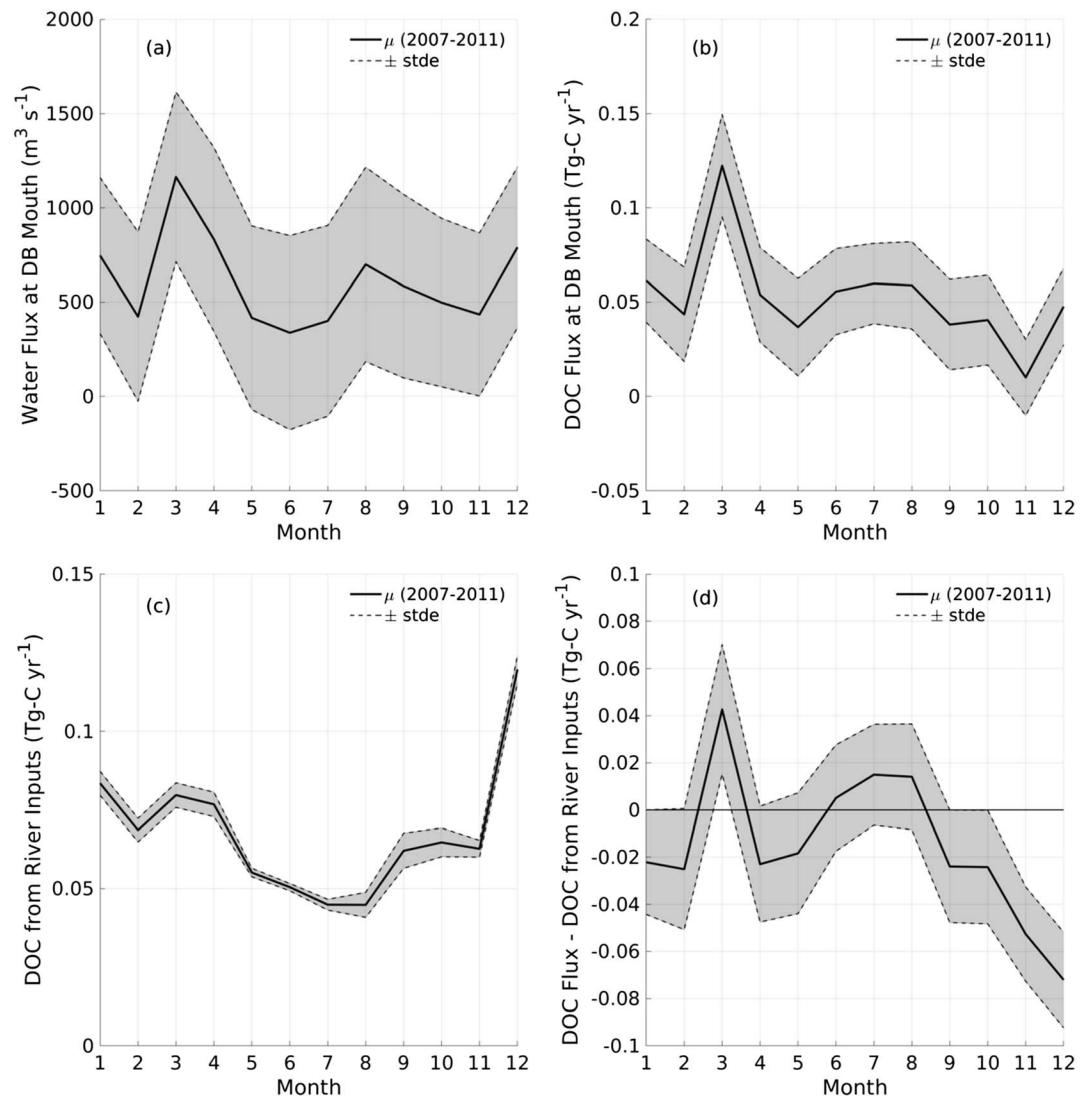 (a)
μ (2007-2011)
± stde
2000
1500
1000
500
0
-500
Water Flux at DB Mouth (m³ s⁻¹)
1 2 3 4 5 6 7 8 9 10 11 12
Month
(b)
μ (2007-2011)
± stde
0.2
0.15
0.1
0.05
0
-0.05
DOC Flux at DB Mouth (Tg-C yr⁻¹)
1 2 3 4 5 6 7 8 9 10 11 12
Month
(c)
μ (2007-2011)
± stde
0.15
0.1
0.05
0
DOC from River Inputs (Tg-C yr⁻¹)
1 2 3 4 5 6 7 8 9 10 11 12
Month
(d)
μ (2007-2011)
± stde
0.1
0.08
0.06
0.04
0.02
0
-0.02
-0.04
-0.06
-0.08
-0.1
DOC Flux - DOC from River Inputs (Tg-C yr⁻¹)
1 2 3 4 5 6 7 8 9 10 11 12
Month